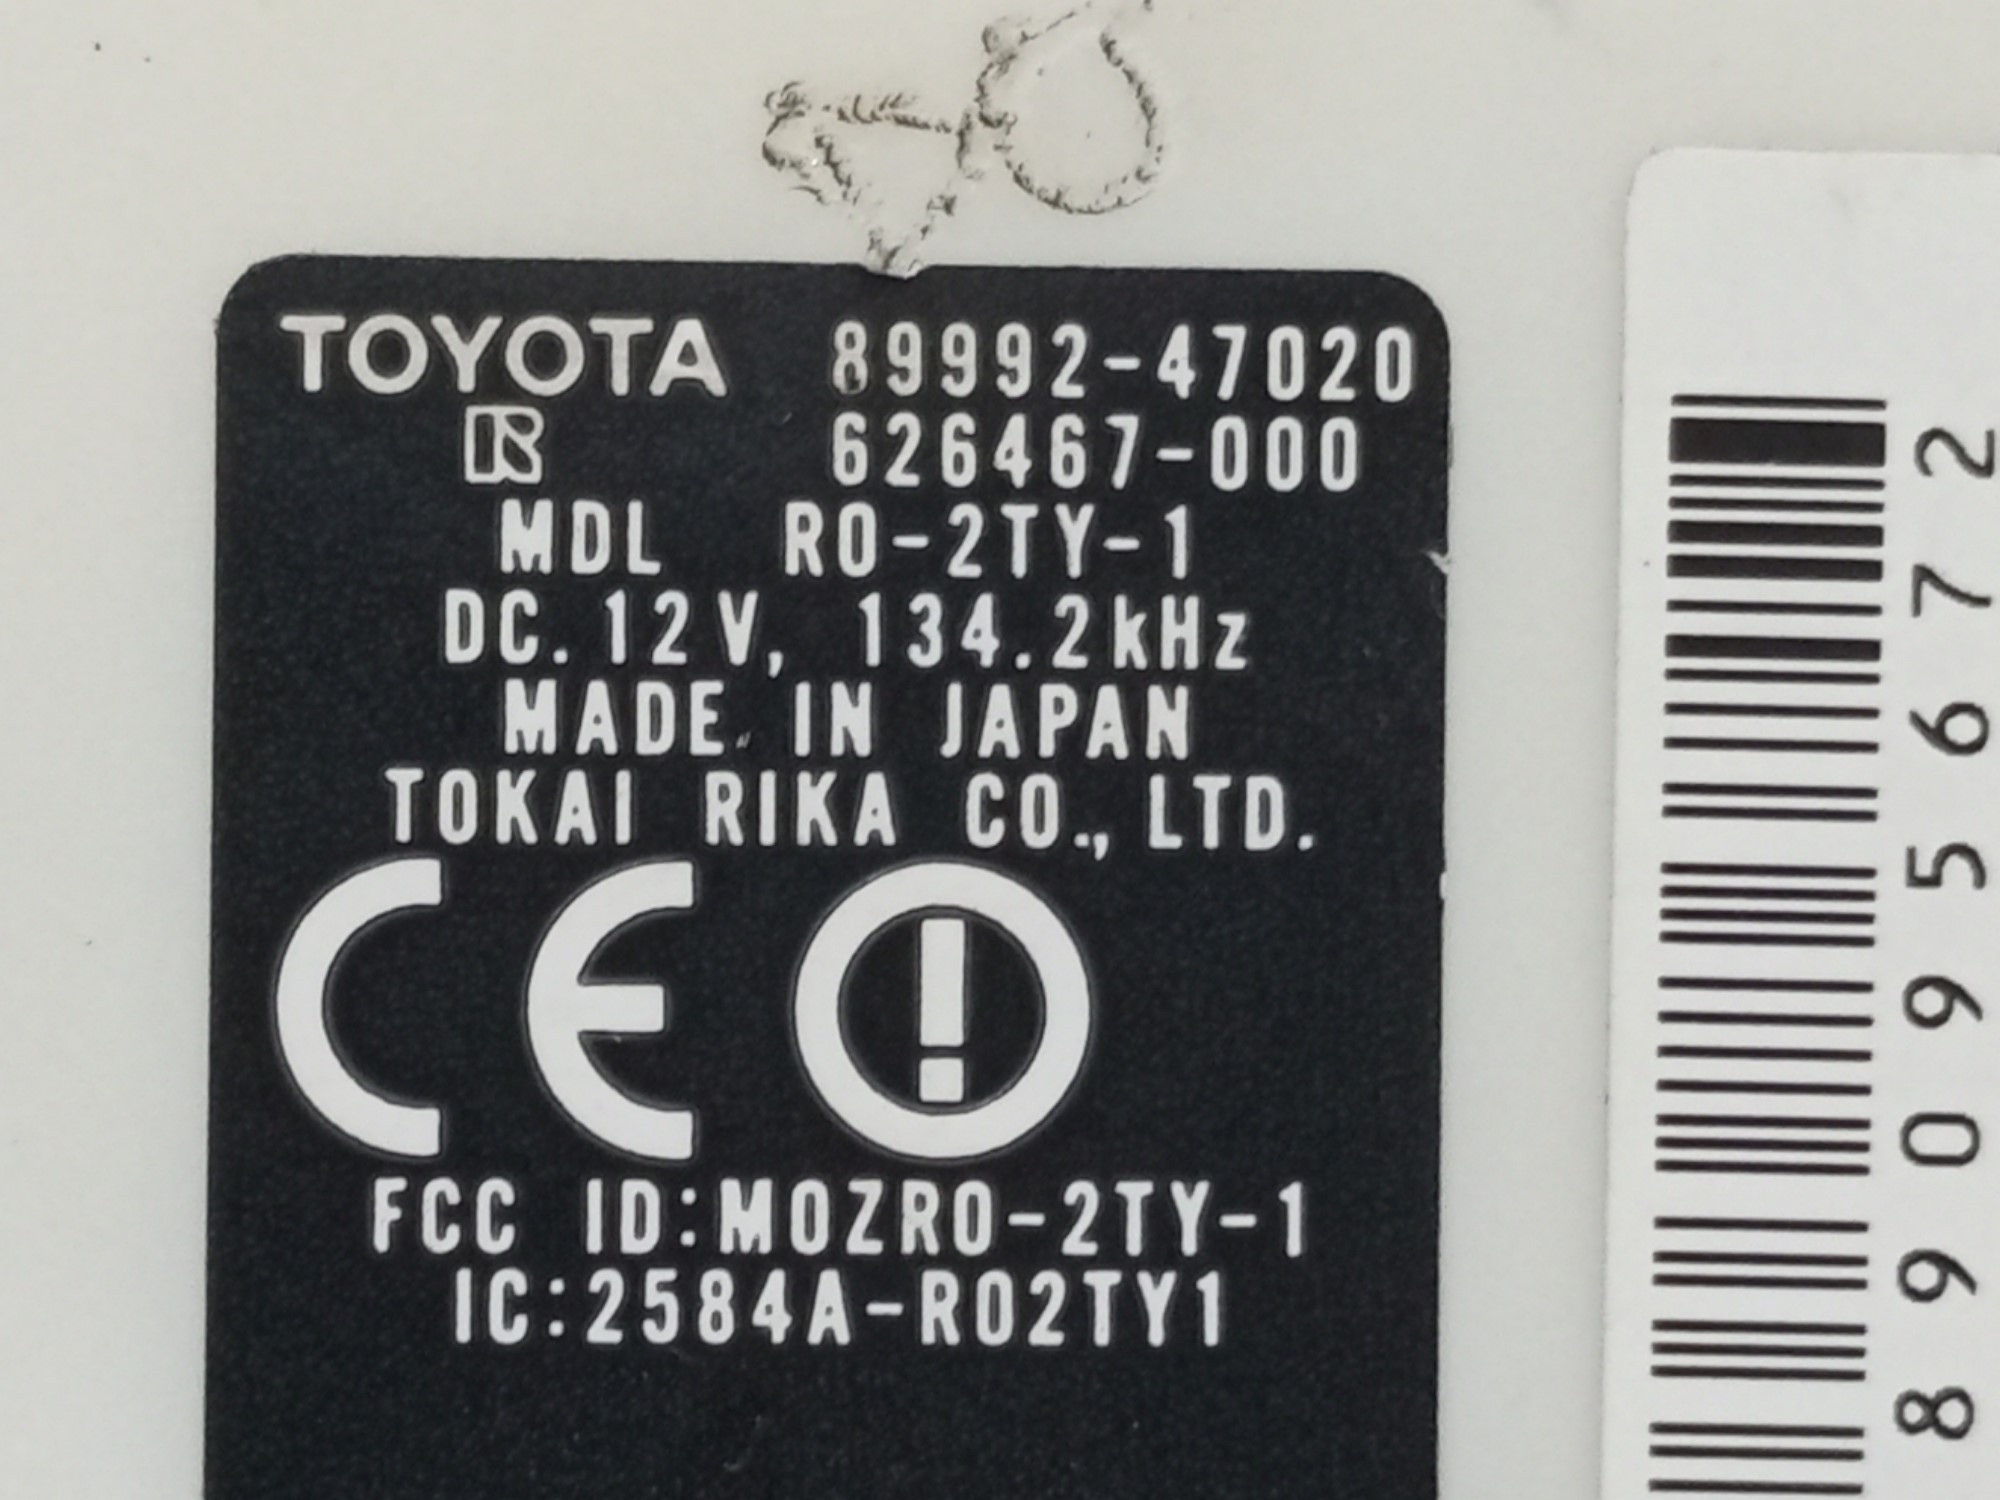 TOYOTA 89992-47020
626467-000
MDL RO-2TY-1
DC.12V, 134.2kHz
MADE IN JAPAN
TOKAI RIKA CO., LTD.
CE
FCC ID:MOZRO-2TY-1
IC:2584A-RO2TY1
89095672